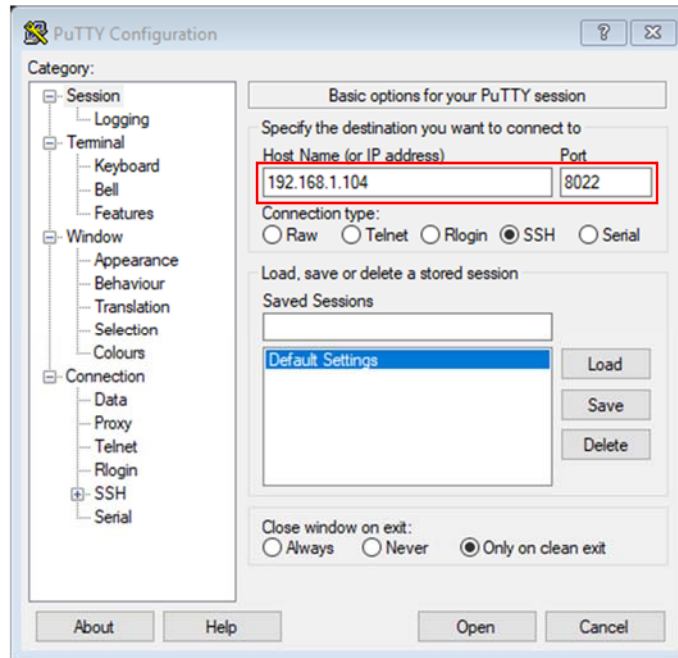 PuTTY Configuration
Category:
Session
Logging
Terminal
Keyboard
Bell
Features
Window
Appearance
Behaviour
Translation
Selection
Colours
Connection
Data
Proxy
Telnet
Rlogin
SSH
Serial
Basic options for your PuTTY session
Specify the destination you want to connect to
Host Name (or IP address) Port
192.168.1.104 8022
Connection type:
Raw Telnet Rlogin SSH Serial
Load, save or delete a stored session
Saved Sessions
Default Settings
Load
Save
Delete
Close window on exit:
Always Never Only on clean exit
About Help Open Cancel